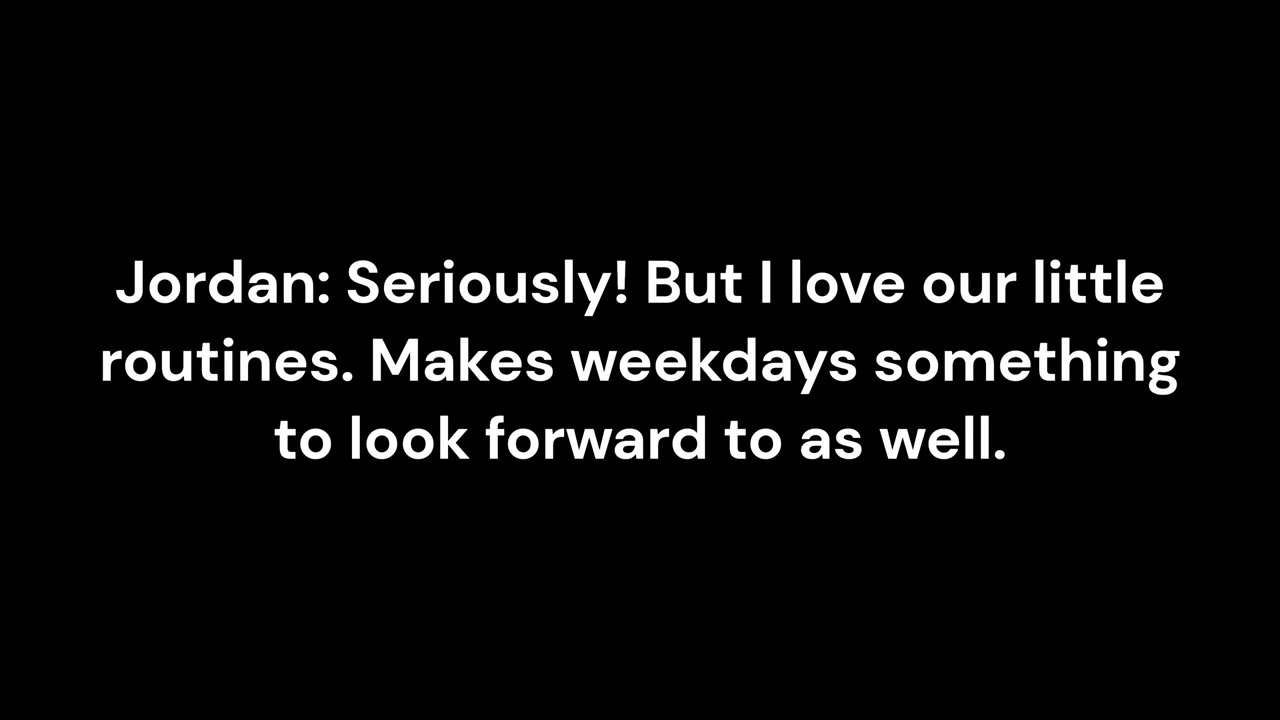 Jordan: Seriously! But I love our little
routines. Makes weekdays something
to look forward to as well.